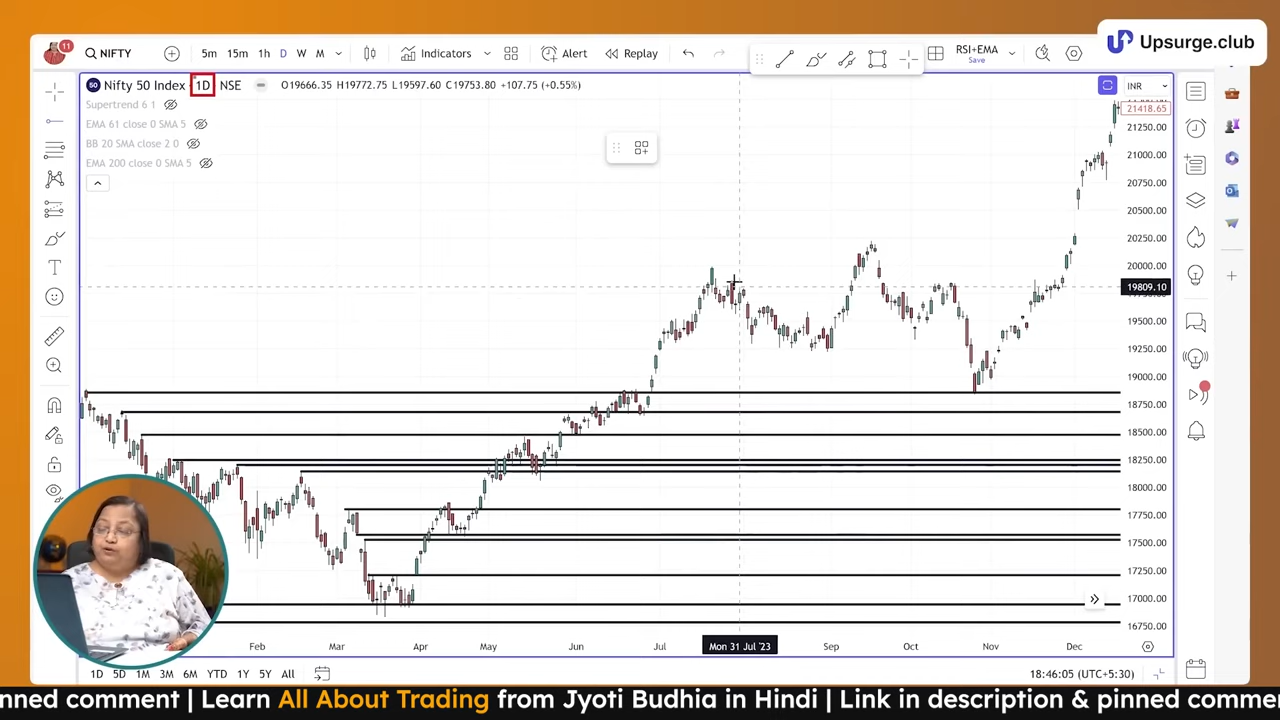 11
NIFTY
5m 15m 1h D W M
Indicators
Alert
Replay
RSI+EMA
Save
Upsurge.club
50 Nifty 50 Index 1D NSE O19666.35 H19772.75 L19597.60 C19753.80 +107.75 (+0.55%)
Supertrend 6 1
EMA 61 close 0 SMA 5
BB 20 SMA close 2 0
EMA 200 close 0 SMA 5
INR
21418.65
21250.00
21000.00
20750.00
20500.00
20250.00
20000.00
19809.10
19500.00
19250.00
19000.00
18750.00
18500.00
18250.00
18000.00
17750.00
17500.00
17250.00
17000.00
16750.00
Feb Mar Apr May Jun Jul Mon 31 Jul '23 Sep Oct Nov Dec
1D 5D 1M 3M 6M YTD 1Y 5Y All
18:46:05 (UTC+5:30)
nned comment | Learn All About Trading from Jyoti Budhia in Hindi | Link in description & pinned comme